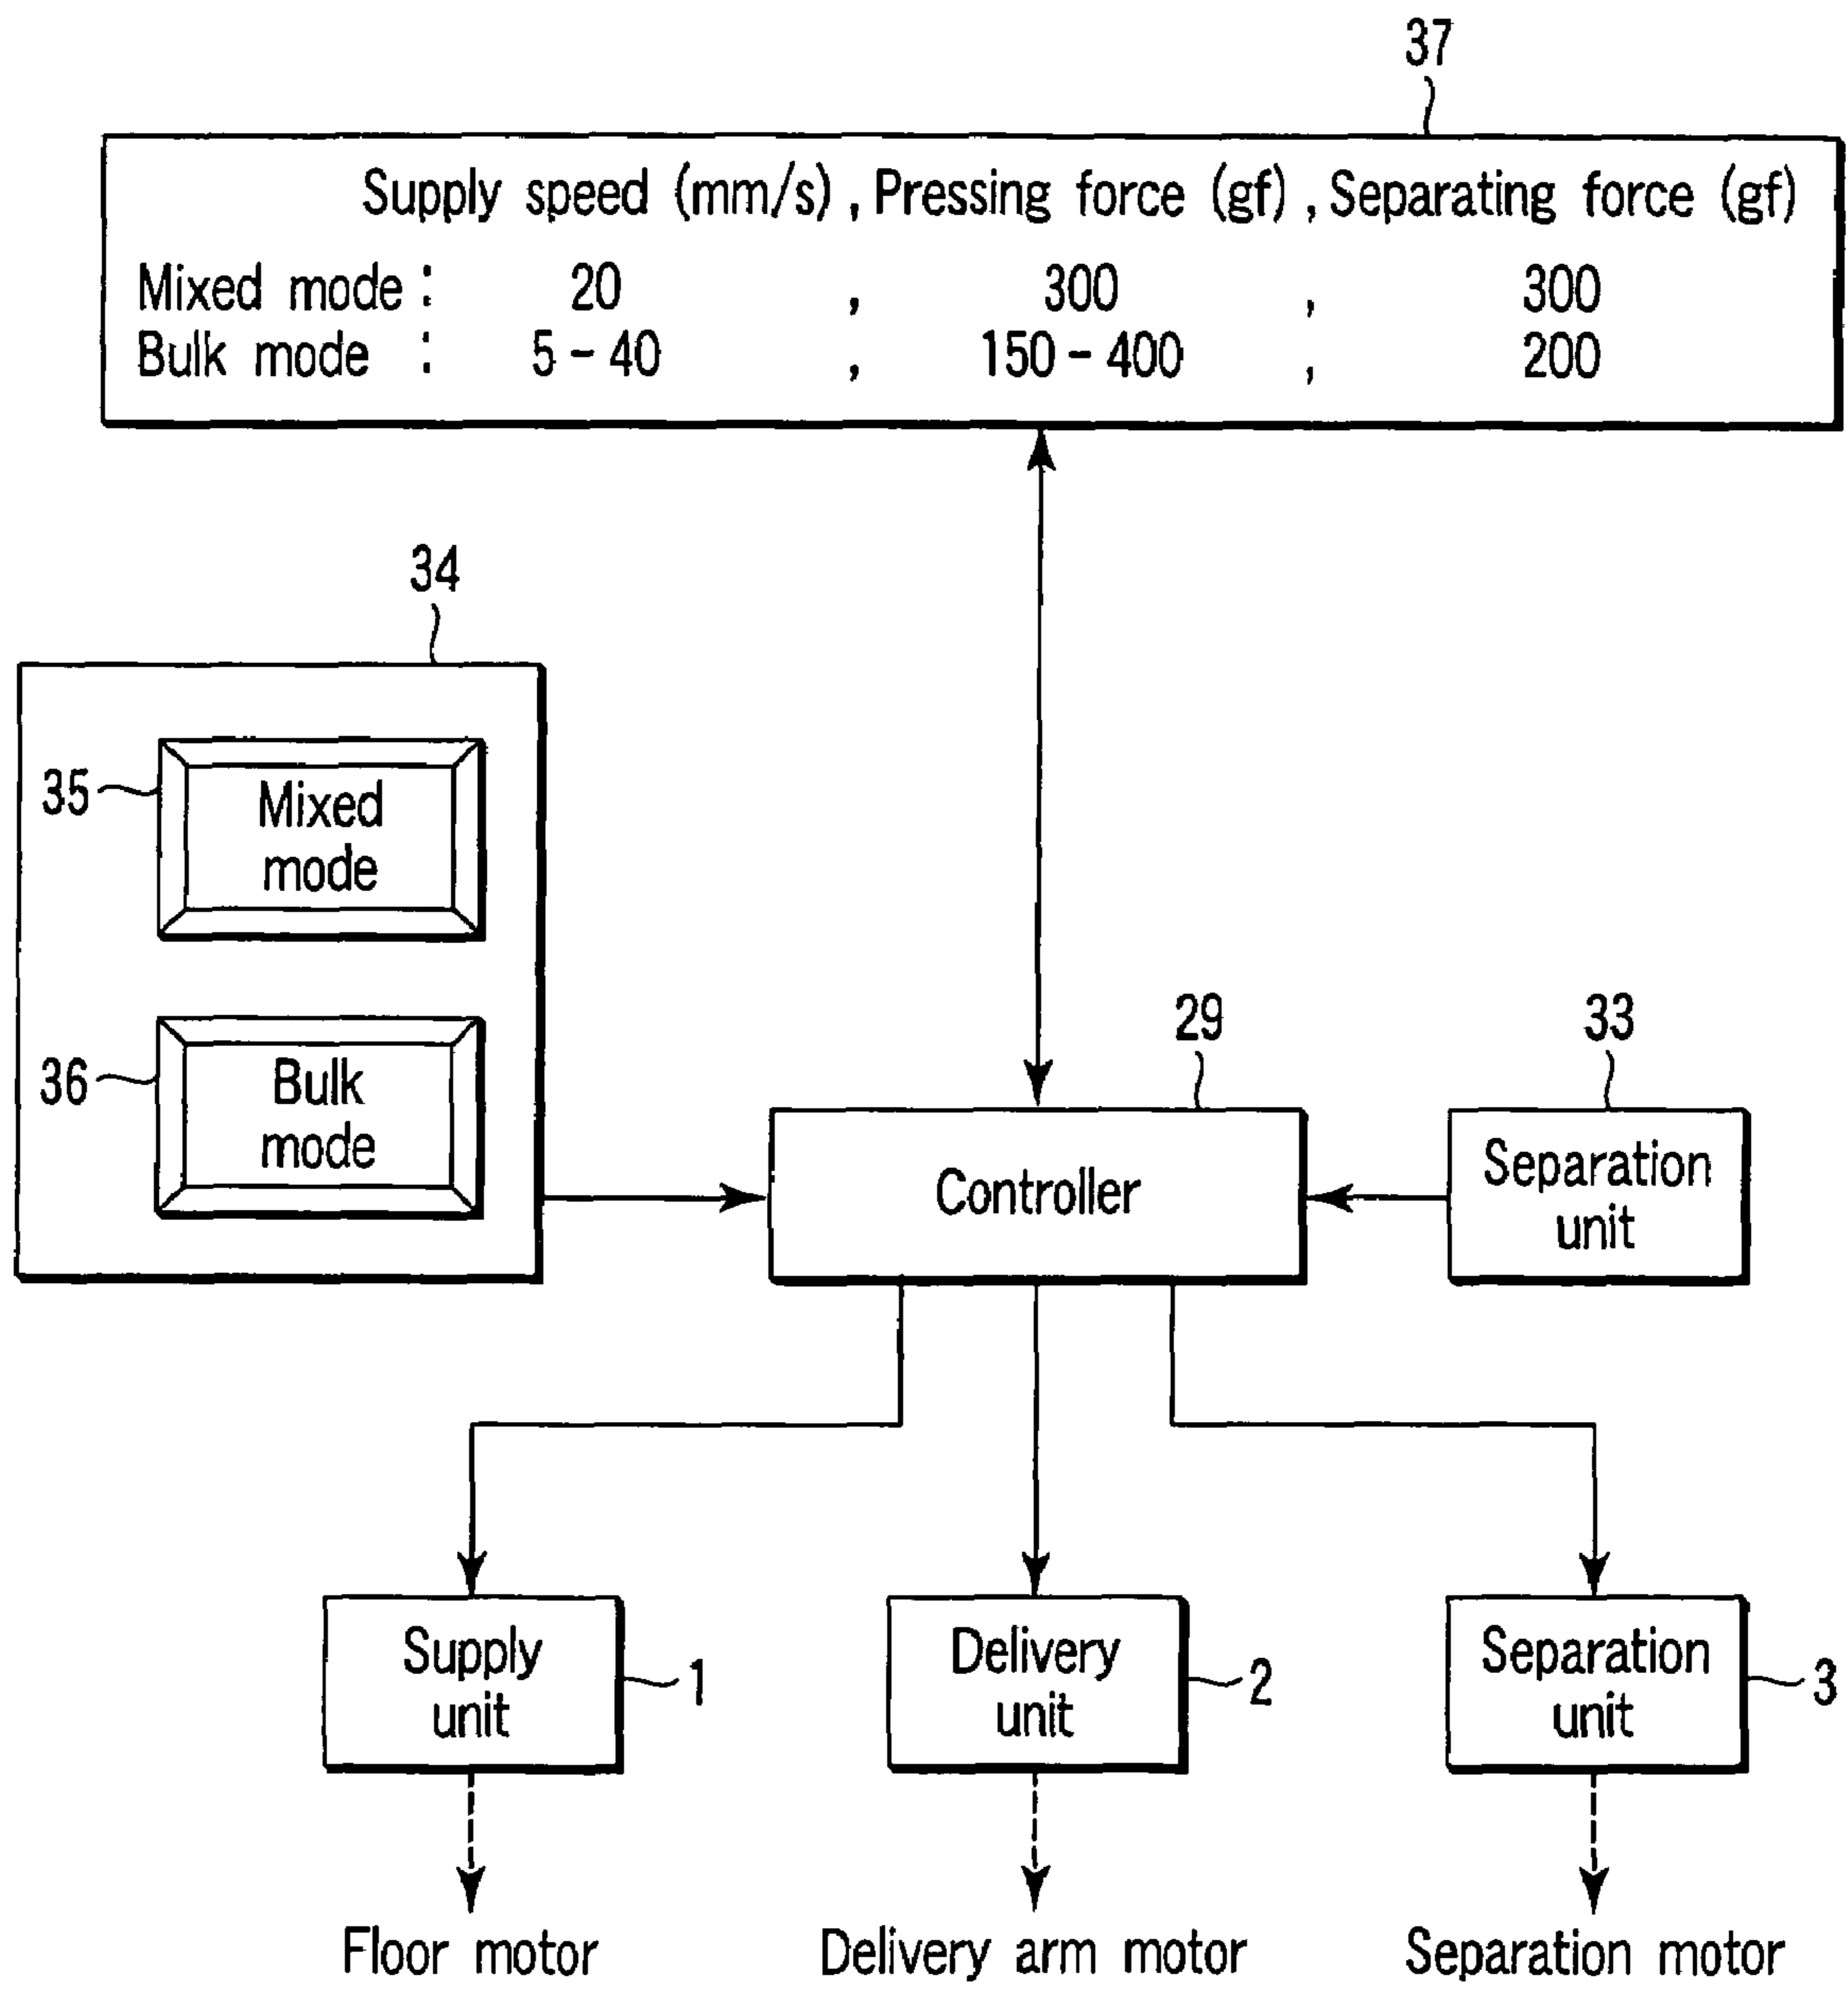 37
Supply speed (mm/s), Pressing force (gf), Separating force (gf)
Mixed mode: 20 , 300 , 300
Bulk mode : 5-40 , 150-400 , 200
34
35
Mixed
mode
36
Bulk
mode
29
Controller
33
Separation
unit
Supply
unit
1
Delivery
unit
2
Separation
unit
3
Floor motor
Delivery arm motor
Separation motor